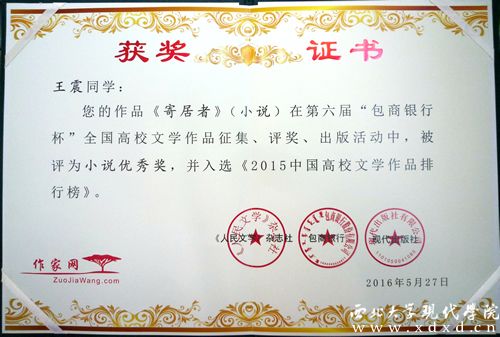 获奖 证书
王震同学：
您的作品《寄居者》（小说）在第六届“包商银行
杯”全国高校文学作品征集、评奖、出版活动中，被
评为小说优秀奖，并入选《2015中国高校文学作品排
行榜》。
《人民文学》杂志社 包商银行 现代出版社
作家网
ZuoJiaWang.com
2016年5月27日
西北大学现代学院
www.xdxd.cn